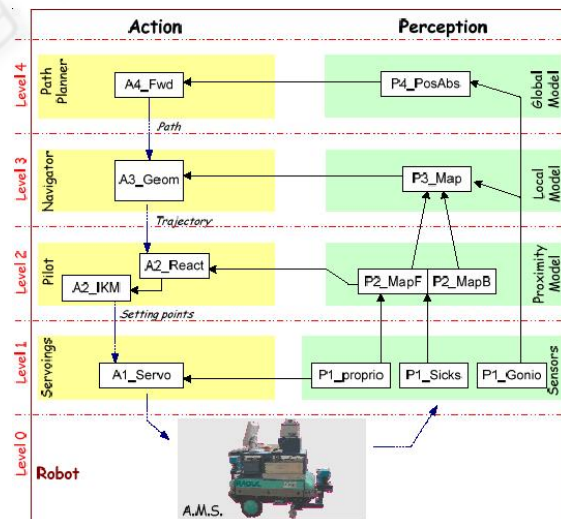 Action
Perception
Level 4
Path Planner
A4_Fwd
P4_PosAbs
Global Model
Path
Level 3
Navigator
A3_Geom
P3_Map
Local Model
Trajectory
Level 2
Pilot
A2_React
A2_IKM
P2_MapF
P2_MapB
Proximity Model
Setting points
Level 1
Servoings
A1_Servo
P1_proprio
P1_Sicks
P1_Gonio
Sensors
Level 0
Robot
A.M.S.